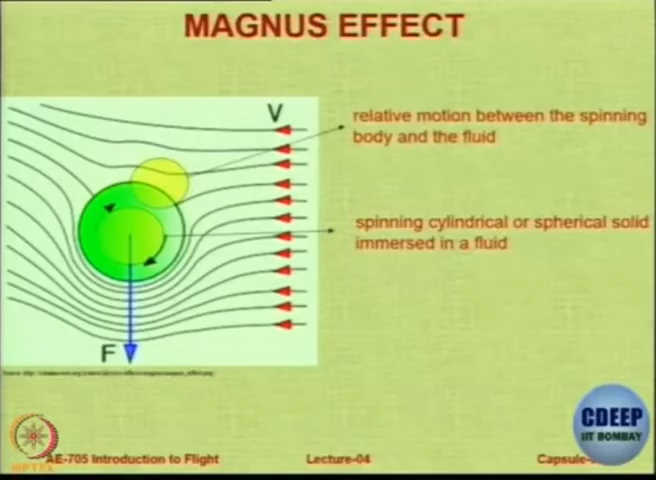 MAGNUS EFFECT
V
relative motion between the spinning
body and the fluid
spinning cylindrical or spherical solid
immersed in a fluid
F
CDEEP
IIT BOMBAY
NPTEL
AE-705 Introduction to Flight
Lecture-04